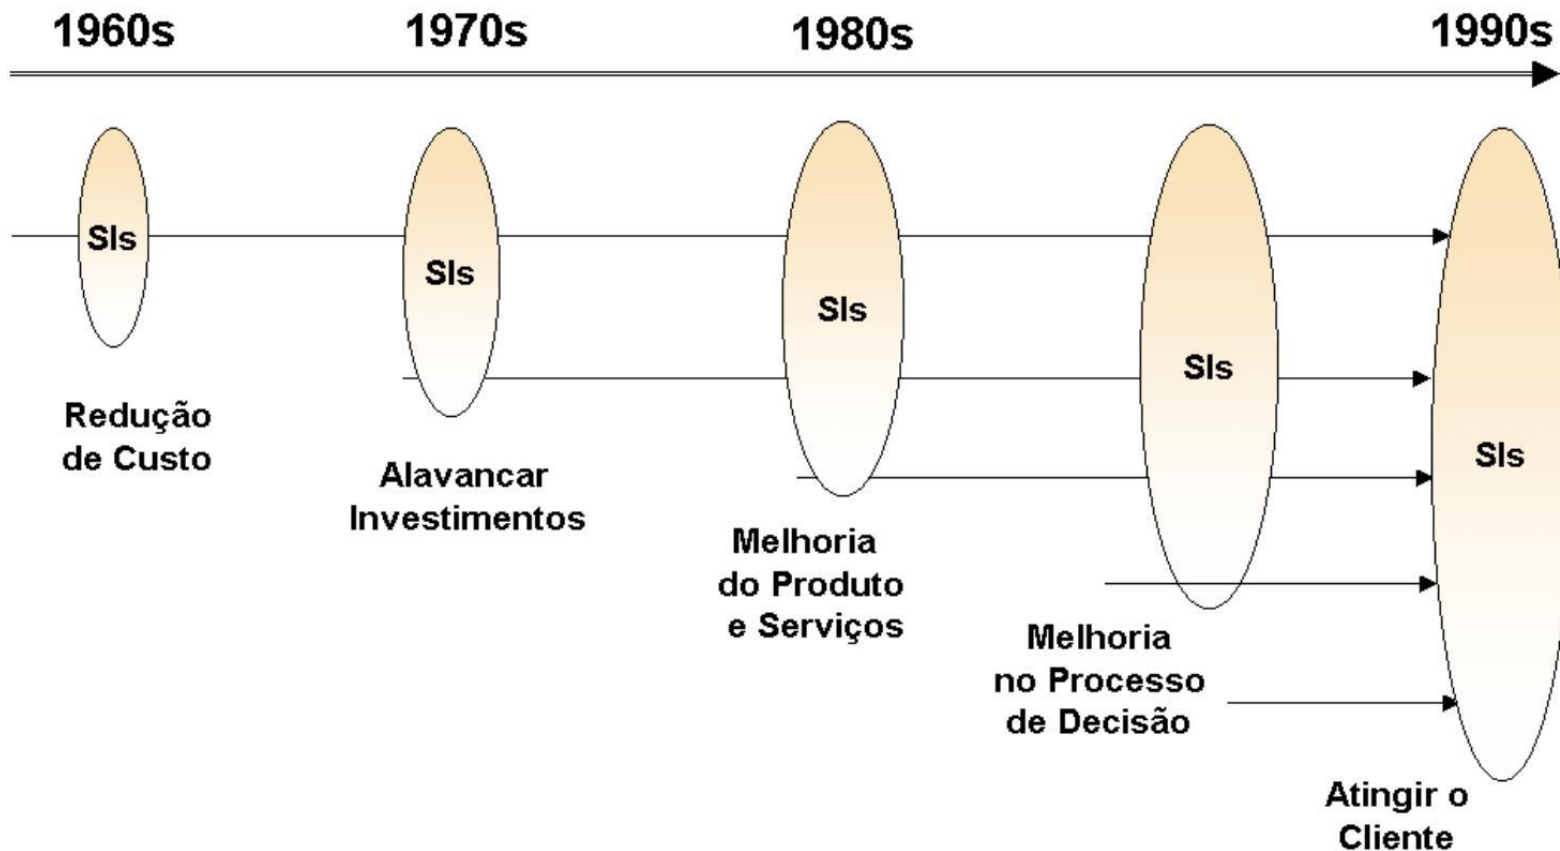 1960s
1970s
1980s
1990s
SIs
SIs
SIs
SIs
SIs
Redução
de Custo
Alavancar
Investimentos
Melhoria
do Produto
e Serviços
Melhoria
no Processo
de Decisão
Atingir o
Cliente